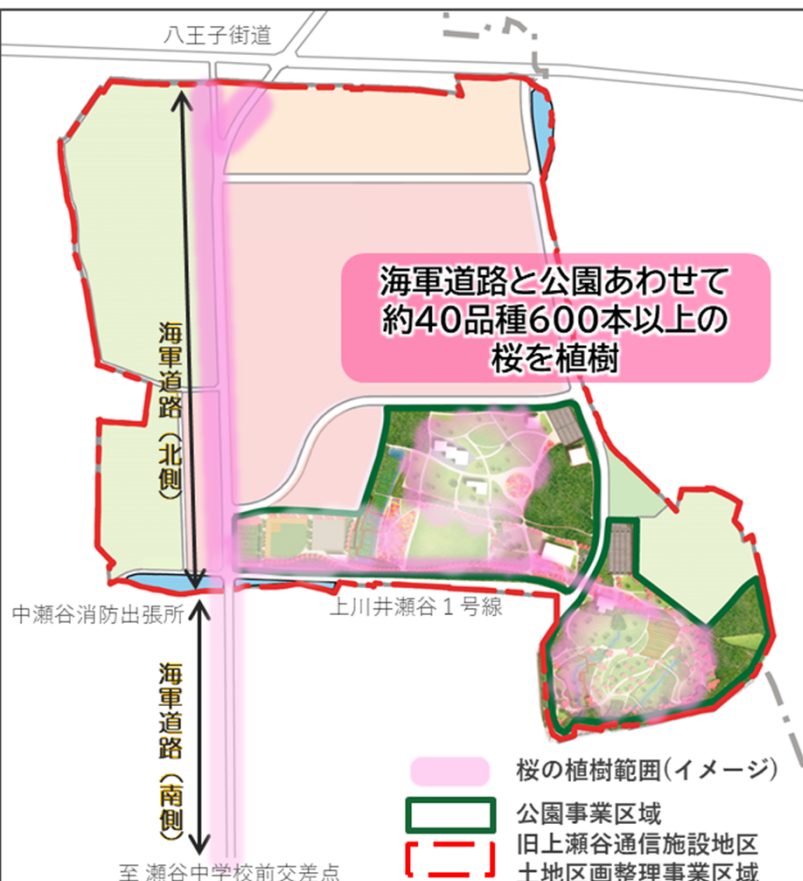 八王子街道
海軍道路と公園あわせて
約40品種600本以上の
桜を植樹
海軍道路（北側）
中瀬谷消防出張所
上川井瀬谷１号線
海軍道路（南側）
桜の植樹範囲(イメージ)
公園事業区域
旧上瀬谷通信施設地区
土地区画整理事業区域
至 瀬谷中学校前交差点